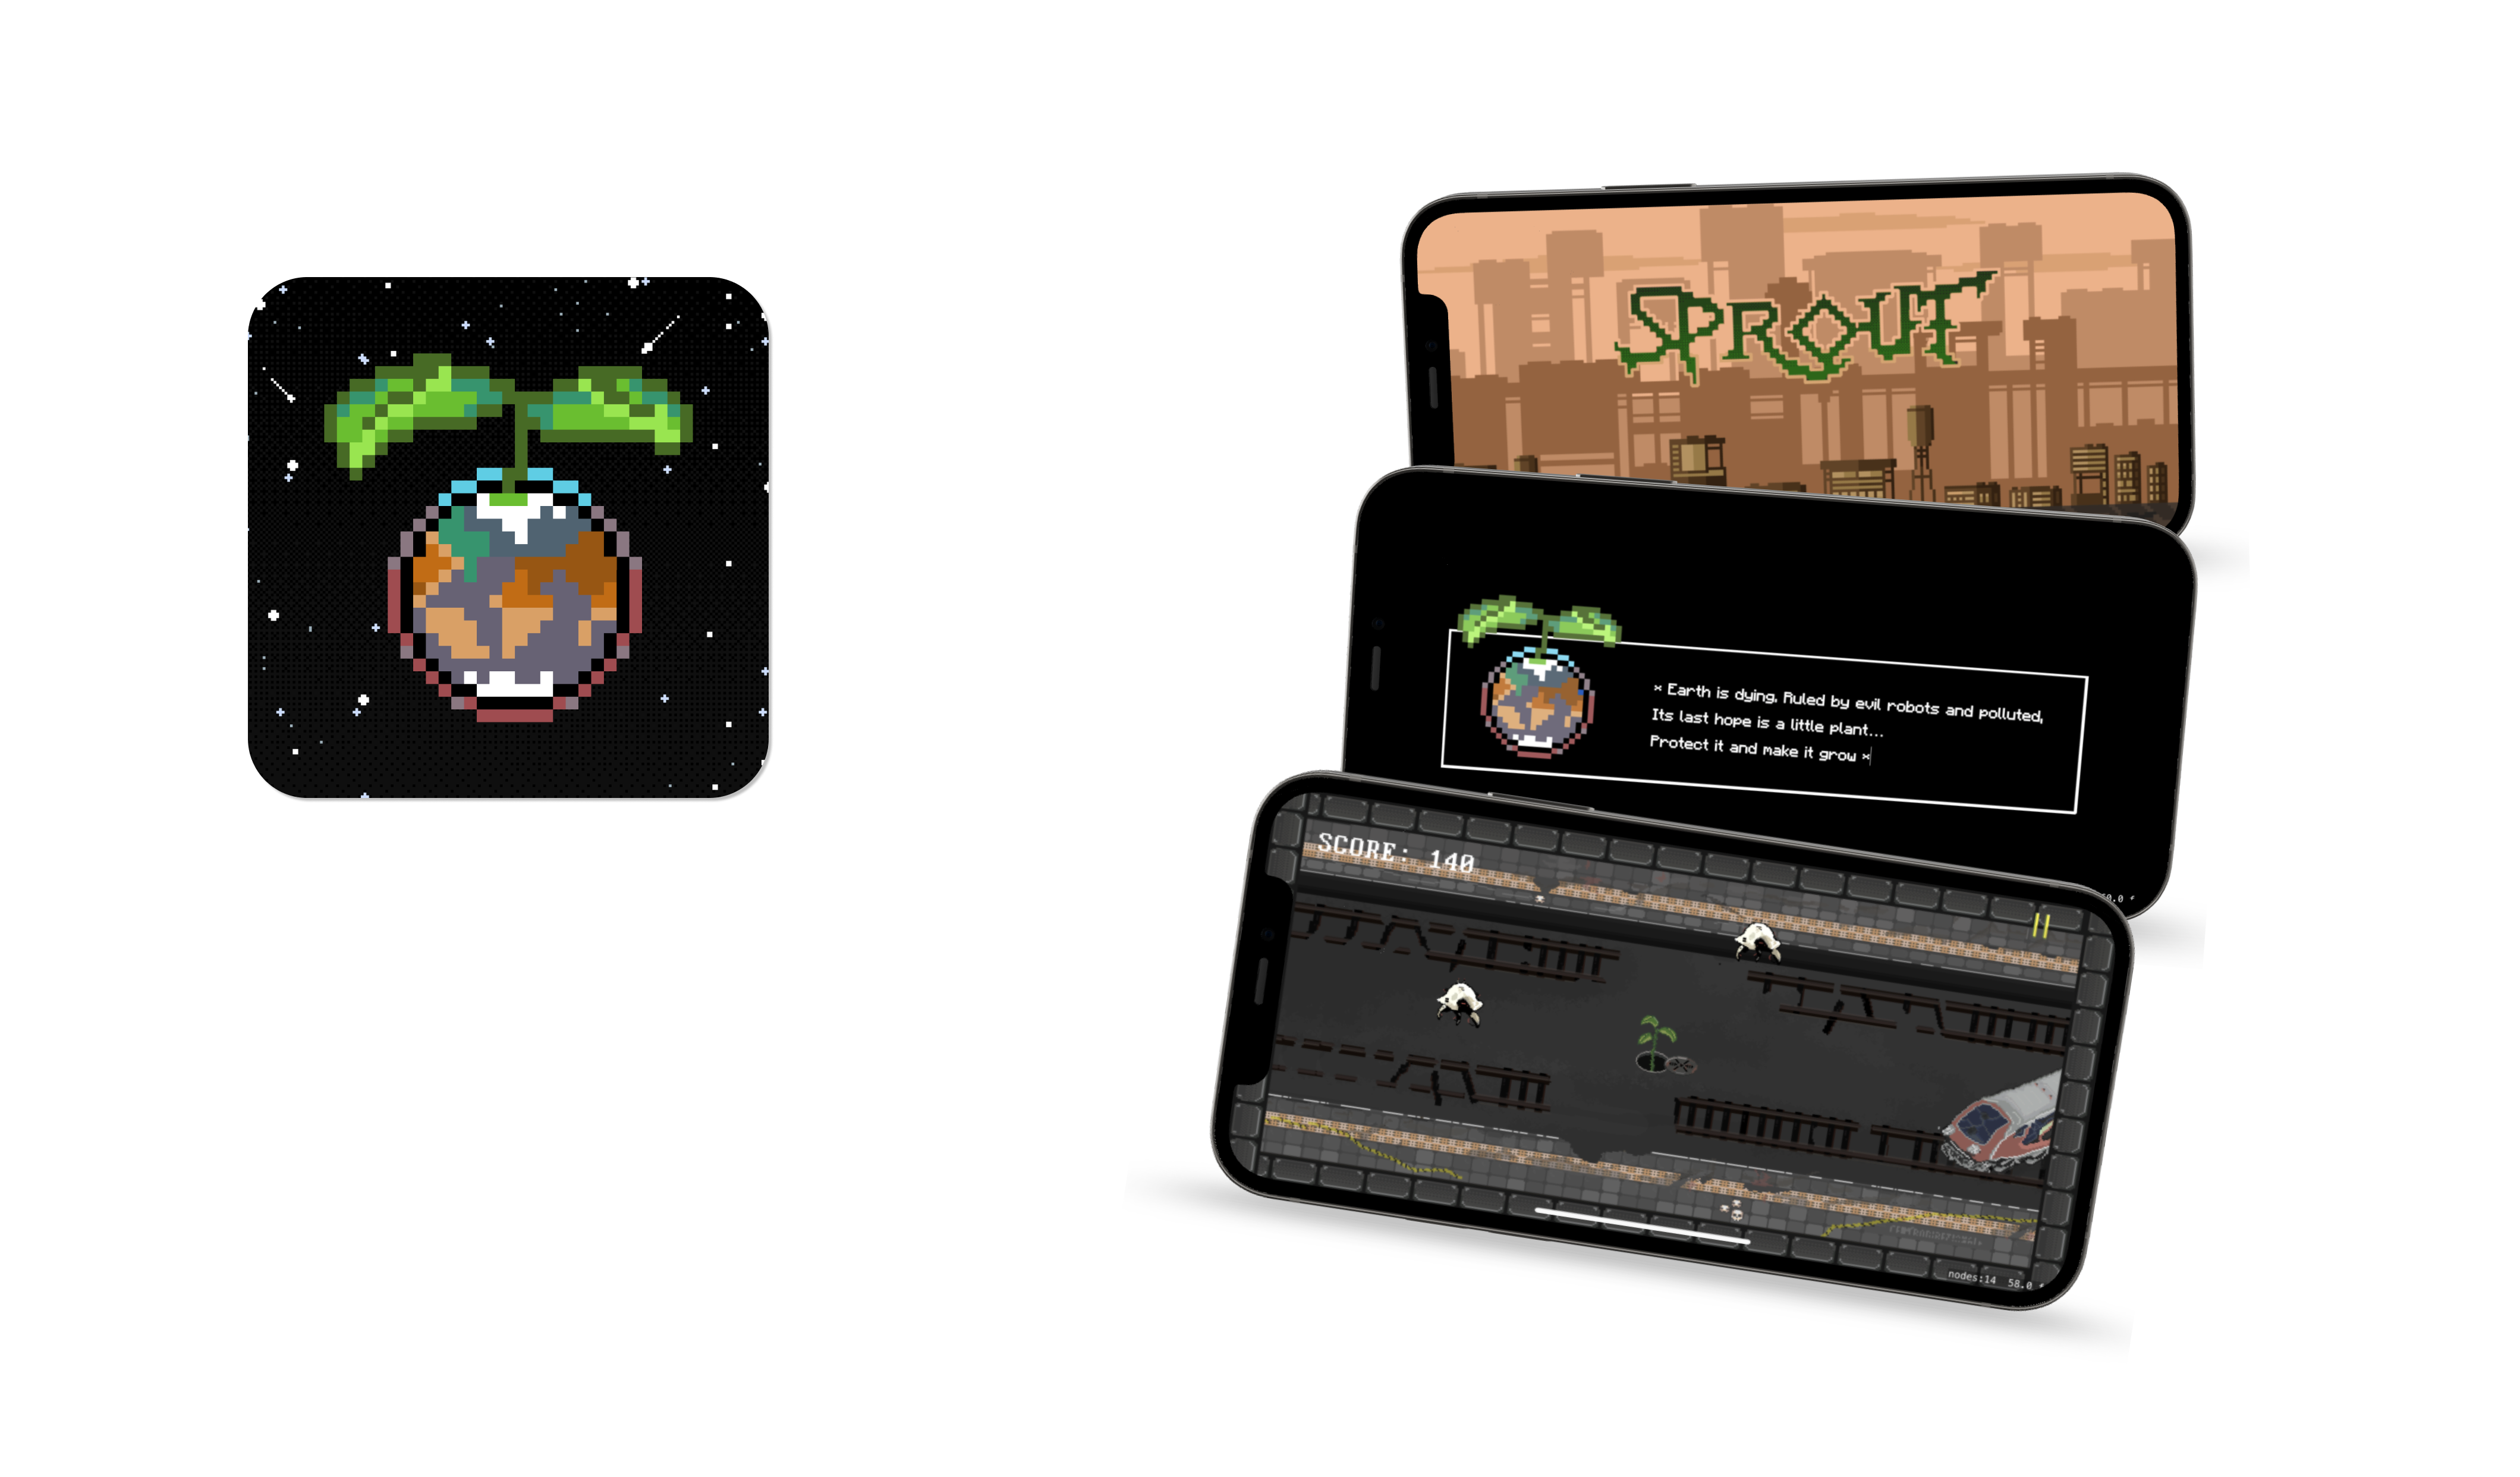 SPROUT
× Earth is dying, Ruled by evil robots and polluted,
Its last hope is a little plant...
Protect it and make it grow ×
SCORE: 140
nodes:14 58.0